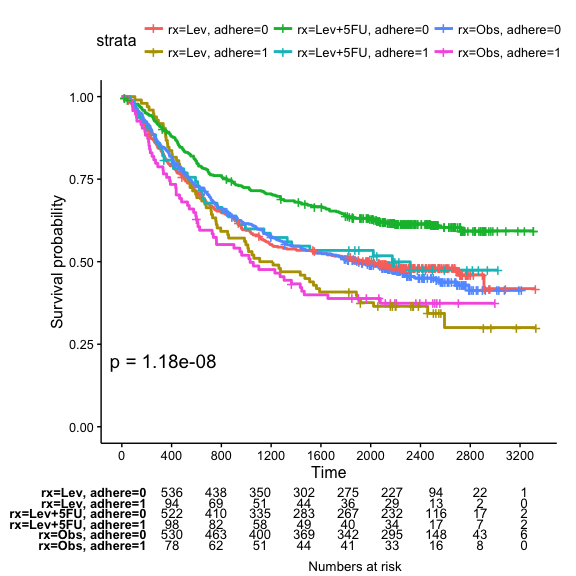 strata rx=Lev, adhere=0 rx=Lev+5FU, adhere=0 rx=Obs, adhere=0
rx=Lev, adhere=1 rx=Lev+5FU, adhere=1 rx=Obs, adhere=1
1.00
0.75
0.50
0.25
0.00
Survival probability
p = 1.18e-08
0 400 800 1200 1600 2000 2400 2800 3200
Time
rx=Lev, adhere=0 536 438 350 302 275 227 94 22 1
rx=Lev, adhere=1 94 69 51 44 36 29 13 2 0
rx=Lev+5FU, adhere=0 522 410 335 283 267 232 116 17 2
rx=Lev+5FU, adhere=1 98 82 58 49 40 34 17 7 2
rx=Obs, adhere=0 530 463 400 369 342 295 148 43 6
rx=Obs, adhere=1 78 62 51 44 41 33 16 8 0
Numbers at risk